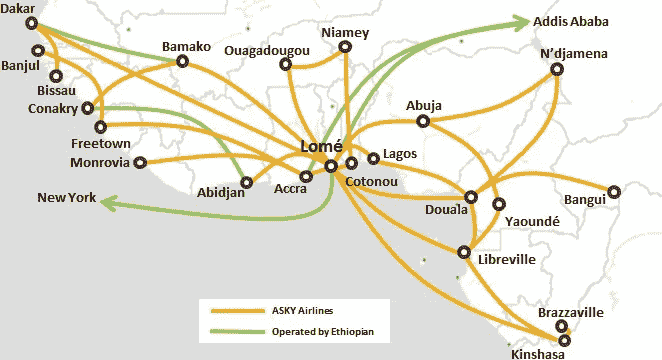 Dakar
Addis Ababa
Niamey
Bamako
Ouagadougou
N'djamena
Banjul
Bissau
Conakry
Abuja
Freetown
Lomé
Monrovia
Lagos
Accra
Cotonou
Abidjan
New York
Douala
Bangui
Yaoundé
Libreville
ASKY Airlines
Brazzaville
Operated by Ethiopian
Kinshasa